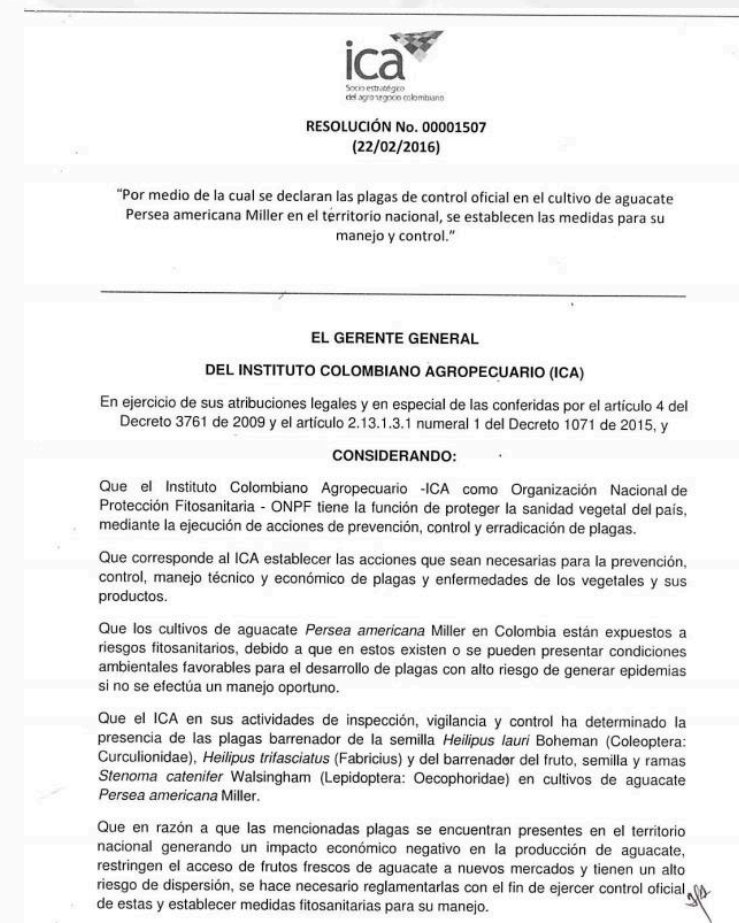 ica
Socio estratégico
del agro negocio colombiano
RESOLUCIÓN No. 00001507
(22/02/2016)
"Por medio de la cual se declaran las plagas de control oficial en el cultivo de aguacate
Persea americana Miller en el territorio nacional, se establecen las medidas para su
manejo y control."
EL GERENTE GENERAL
DEL INSTITUTO COLOMBIANO AGROPECUARIO (ICA)
En ejercicio de sus atribuciones legales y en especial de las conferidas por el artículo 4 del
Decreto 3761 de 2009 y el artículo 2.13.1.3.1 numeral 1 del Decreto 1071 de 2015, y
CONSIDERANDO:
Que el Instituto Colombiano Agropecuario -ICA como Organización Nacional de
Protección Fitosanitaria - ONPF tiene la función de proteger la sanidad vegetal del país,
mediante la ejecución de acciones de prevención, control y erradicación de plagas.
Que corresponde al ICA establecer las acciones que sean necesarias para la prevención,
control, manejo técnico y económico de plagas y enfermedades de los vegetales y sus
productos.
Que los cultivos de aguacate Persea americana Miller en Colombia están expuestos a
riesgos fitosanitarios, debido a que en estos existen o se pueden presentar condiciones
ambientales favorables para el desarrollo de plagas con alto riesgo de generar epidemias
si no se efectúa un manejo oportuno.
Que el ICA en sus actividades de inspección, vigilancia y control ha determinado la
presencia de las plagas barrenador de la semilla Heilipus lauri Boheman (Coleoptera:
Curculionidae), Heilipus trifasciatus (Fabricius) y del barrenador del fruto, semilla y ramas
Stenoma catenifer Walsingham (Lepidoptera: Oecophoridae) en cultivos de aguacate
Persea americana Miller.
Que en razón a que las mencionadas plagas se encuentran presentes en el territorio
nacional generando un impacto económico negativo en la producción de aguacate,
restringen el acceso de frutos frescos de aguacate a nuevos mercados y tienen un alto
riesgo de dispersión, se hace necesario reglamentarlas con el fin de ejercer control oficial
de estas y establecer medidas fitosanitarias para su manejo.